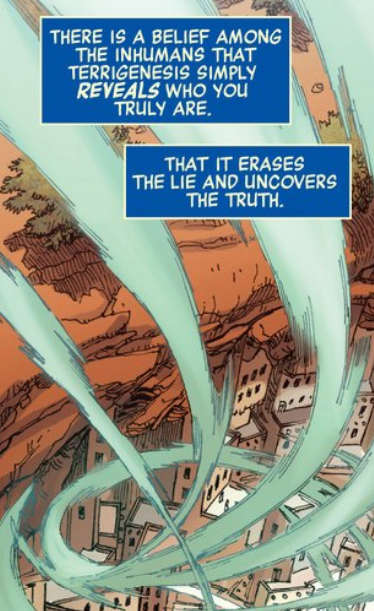 THERE IS A BELIEF AMONG
THE INHUMANS THAT
TERRIGENESIS SIMPLY
REVEALS WHO YOU
TRULY ARE.
THAT IT ERASES
THE LIE AND UNCOVERS
THE TRUTH.